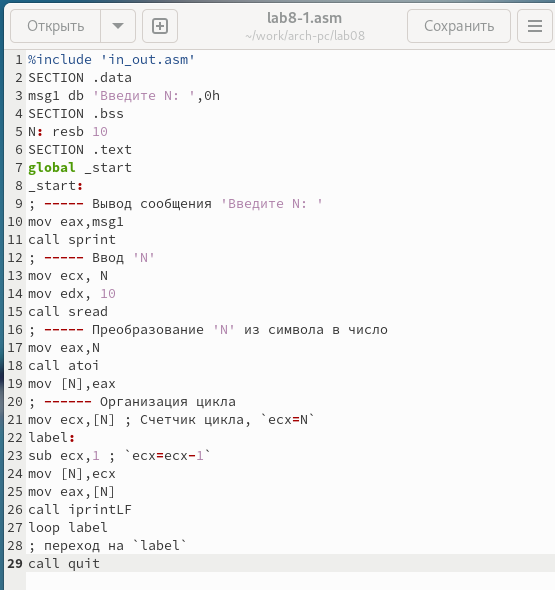 Открыть
lab8-1.asm
~/work/arch-pc/lab08
Сохранить
1 %include 'in_out.asm'
2 SECTION .data
3 msg1 db 'Введите N: ',0h
4 SECTION .bss
5 N: resb 10
6 SECTION .text
7 global _start
8 _start:
9 ; ----- Вывод сообщения 'Введите N: '
10 mov eax,msg1
11 call sprint
12 ; ----- Ввод 'N'
13 mov ecx, N
14 mov edx, 10
15 call sread
16 ; ----- Преобразование 'N' из символа в число
17 mov eax,N
18 call atoi
19 mov [N],eax
20 ; ------ Организация цикла
21 mov ecx,[N] ; Счетчик цикла, `ecx=N`
22 label:
23 sub ecx,1 ; `ecx=ecx-1`
24 mov [N],ecx
25 mov eax,[N]
26 call iprintLF
27 loop label
28 ; переход на `label`
29 call quit